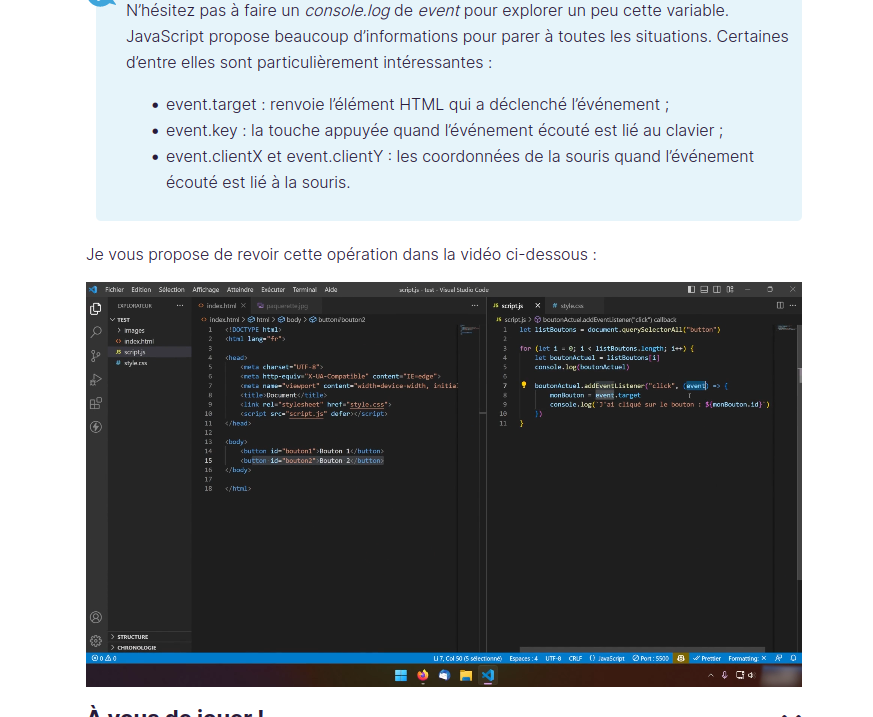 N’hésitez pas à faire un console.log de event pour explorer un peu cette variable.
JavaScript propose beaucoup d’informations pour parer à toutes les situations. Certaines
d’entre elles sont particulièrement intéressantes :
• event.target : renvoie l’élément HTML qui a déclenché l’événement ;
• event.key : la touche appuyée quand l’événement écouté est lié au clavier ;
• event.clientX et event.clientY : les coordonnées de la souris quand l’événement
écouté est lié à la souris.
Je vous propose de revoir cette opération dans la vidéo ci-dessous :
Fichier Edition Sélection Affichage Atteindre Exécuter Terminal Aide
script.js - test - Visual Studio Code
EXPLORATEUR ···
TEST
images
index.html
script.js
style.css
STRUCTURE
CHRONOLOGIE
index.html paquerette.jpg
index.html > html > body > button#bouton2
1 <!DOCTYPE html>
2 <html lang="fr">
3
4 <head>
5 <meta charset="UTF-8">
6 <meta http-equiv="X-UA-Compatible" content="IE=edge">
7 <meta name="viewport" content="width=device-width, initial
8 <title>Document</title>
9 <link rel="stylesheet" href="style.css">
10 <script src="script.js" defer></script>
11 </head>
12
13 <body>
14 <button id="bouton1">Bouton 1</button>
15 <button id="bouton2">Bouton 2</button>
16 </body>
17
18 </html>
script.js style.css
script.js > boutonActuel.addEventListener("click") callback
1 let listBoutons = document.querySelectorAll("button")
2
3 for (let i = 0; i < listBoutons.length; i++) {
4 let boutonActuel = listBoutons[i]
5 console.log(boutonActuel)
6
7 boutonActuel.addEventListener("click", (event) => {
8 monBouton = event.target
9 console.log(`J'ai cliqué sur le bouton : ${monBouton.id}`)
10 })
11 }
0 0 L 7, Col 50 (5 sélectionné) Espaces : 4 UTF-8 CRLF {} JavaScript Port : 5500 Prettier Formatting: ×
À vous de jouer !